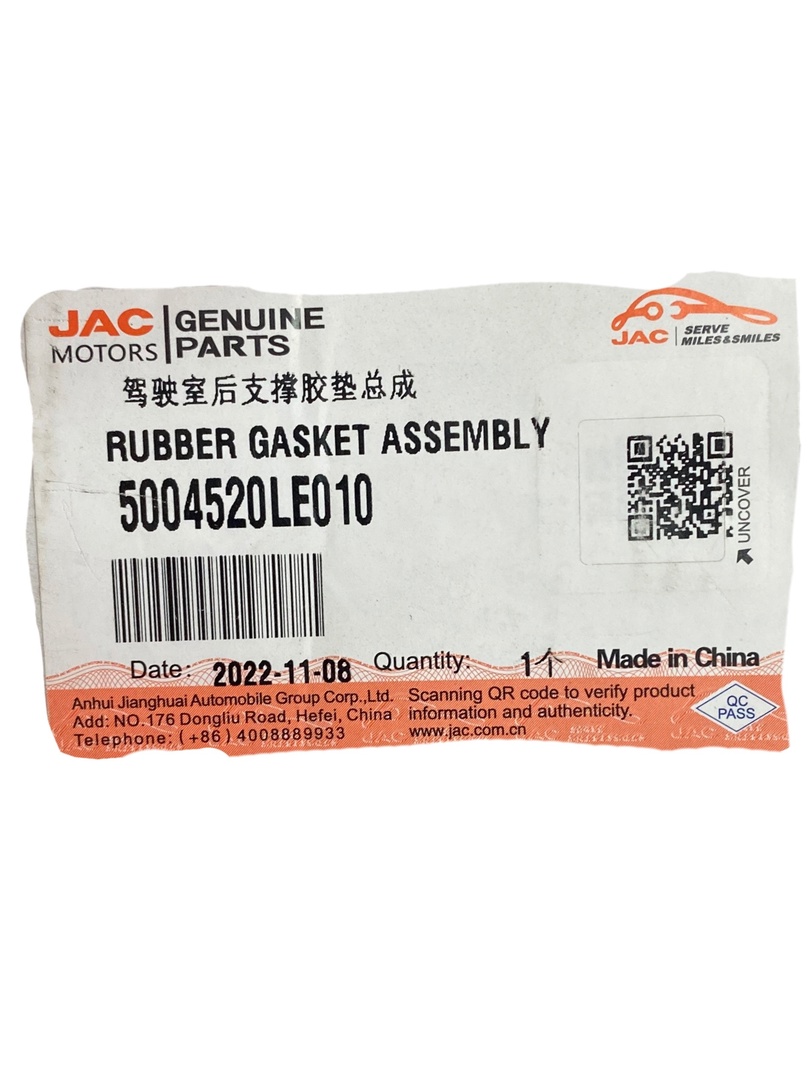 JAC MOTORS
GENUINE PARTS
JAC
SERVE MILES&SMILES
驾驶室后支撑胶垫总成
RUBBER GASKET ASSEMBLY
5004520LE010
UNCOVER
Date: 2022-11-08 Quantity: 1个 Made in China
Anhui Jianghuai Automobile Group Corp.,Ltd.
Add: NO.176 Dongliu Road, Hefei, China
Telephone: (+86)4008889933
Scanning QR code to verify product
information and authenticity.
www.jac.com.cn
QC
PASS